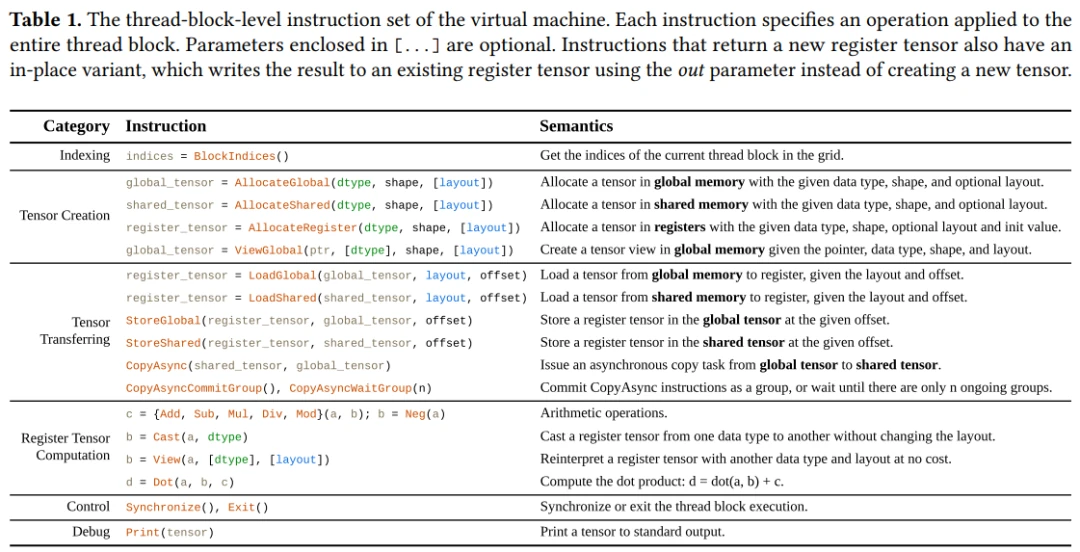 Table 1. The thread-block-level instruction set of the virtual machine. Each instruction specifies an operation applied to the
entire thread block. Parameters enclosed in [...] are optional. Instructions that return a new register tensor also have an
in-place variant, which writes the result to an existing register tensor using the out parameter instead of creating a new tensor.
Category Instruction Semantics
Indexing indices = BlockIndices() Get the indices of the current thread block in the grid.
global_tensor = AllocateGlobal(dtype, shape, [layout]) Allocate a tensor in global memory with the given data type, shape, and optional layout.
Tensor Creation
shared_tensor = AllocateShared(dtype, shape, [layout]) Allocate a tensor in shared memory with the given data type, shape, and optional layout.
register_tensor = AllocateRegister(dtype, shape, [layout]) Allocate a tensor in registers with the given data type, shape, optional layout and init value.
global_tensor = ViewGlobal(ptr, [dtype], shape, [layout]) Create a tensor view in global memory given the pointer, data type, shape, and layout.
register_tensor = LoadGlobal(global_tensor, layout, offset) Load a tensor from global memory to register, given the layout and offset.
register_tensor = LoadShared(shared_tensor, layout, offset) Load a tensor from shared memory to register, given the layout and offset.
Tensor
Transferring
StoreGlobal(register_tensor, global_tensor, offset) Store a register tensor in the global tensor at the given offset.
StoreShared(register_tensor, shared_tensor, offset) Store a register tensor in the shared tensor at the given offset.
CopyAsync(shared_tensor, global_tensor) Issue an asynchronous copy task from global tensor to shared tensor.
CopyAsyncCommitGroup(), CopyAsyncWaitGroup(n) Commit CopyAsync instructions as a group, or wait until there are only n ongoing groups.
c = {Add, Sub, Mul, Div, Mod}(a, b); b = Neg(a) Arithmetic operations.
Register Tensor
Computation
b = Cast(a, dtype) Cast a register tensor from one data type to another without changing the layout.
b = View(a, [dtype], [layout]) Reinterpret a register tensor with another data type and layout at no cost.
d = Dot(a, b, c) Compute the dot product: d = dot(a, b) + c.
Control Synchronize(), Exit() Synchronize or exit the thread block execution.
Debug Print(tensor) Print a tensor to standard output.